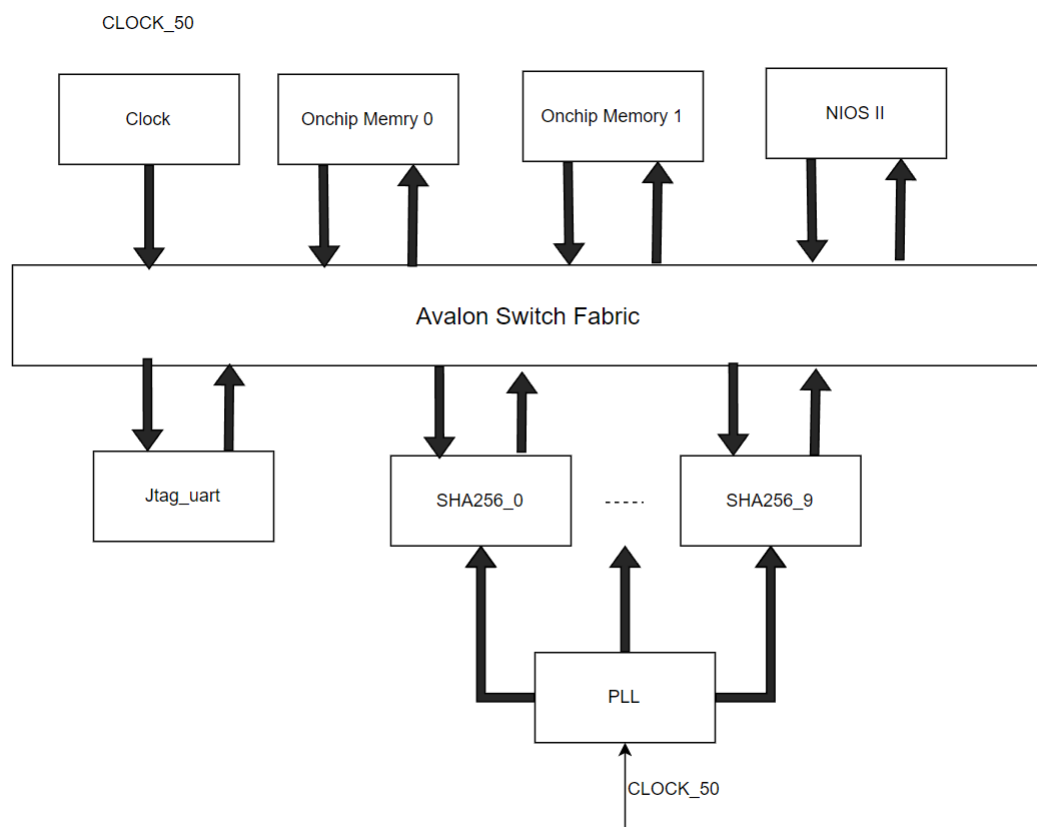 CLOCK_50
Clock
Onchip Memry 0
Onchip Memory 1
NIOS II
Avalon Switch Fabric
Jtag_uart
SHA256_0
-----
SHA256_9
PLL
CLOCK_50